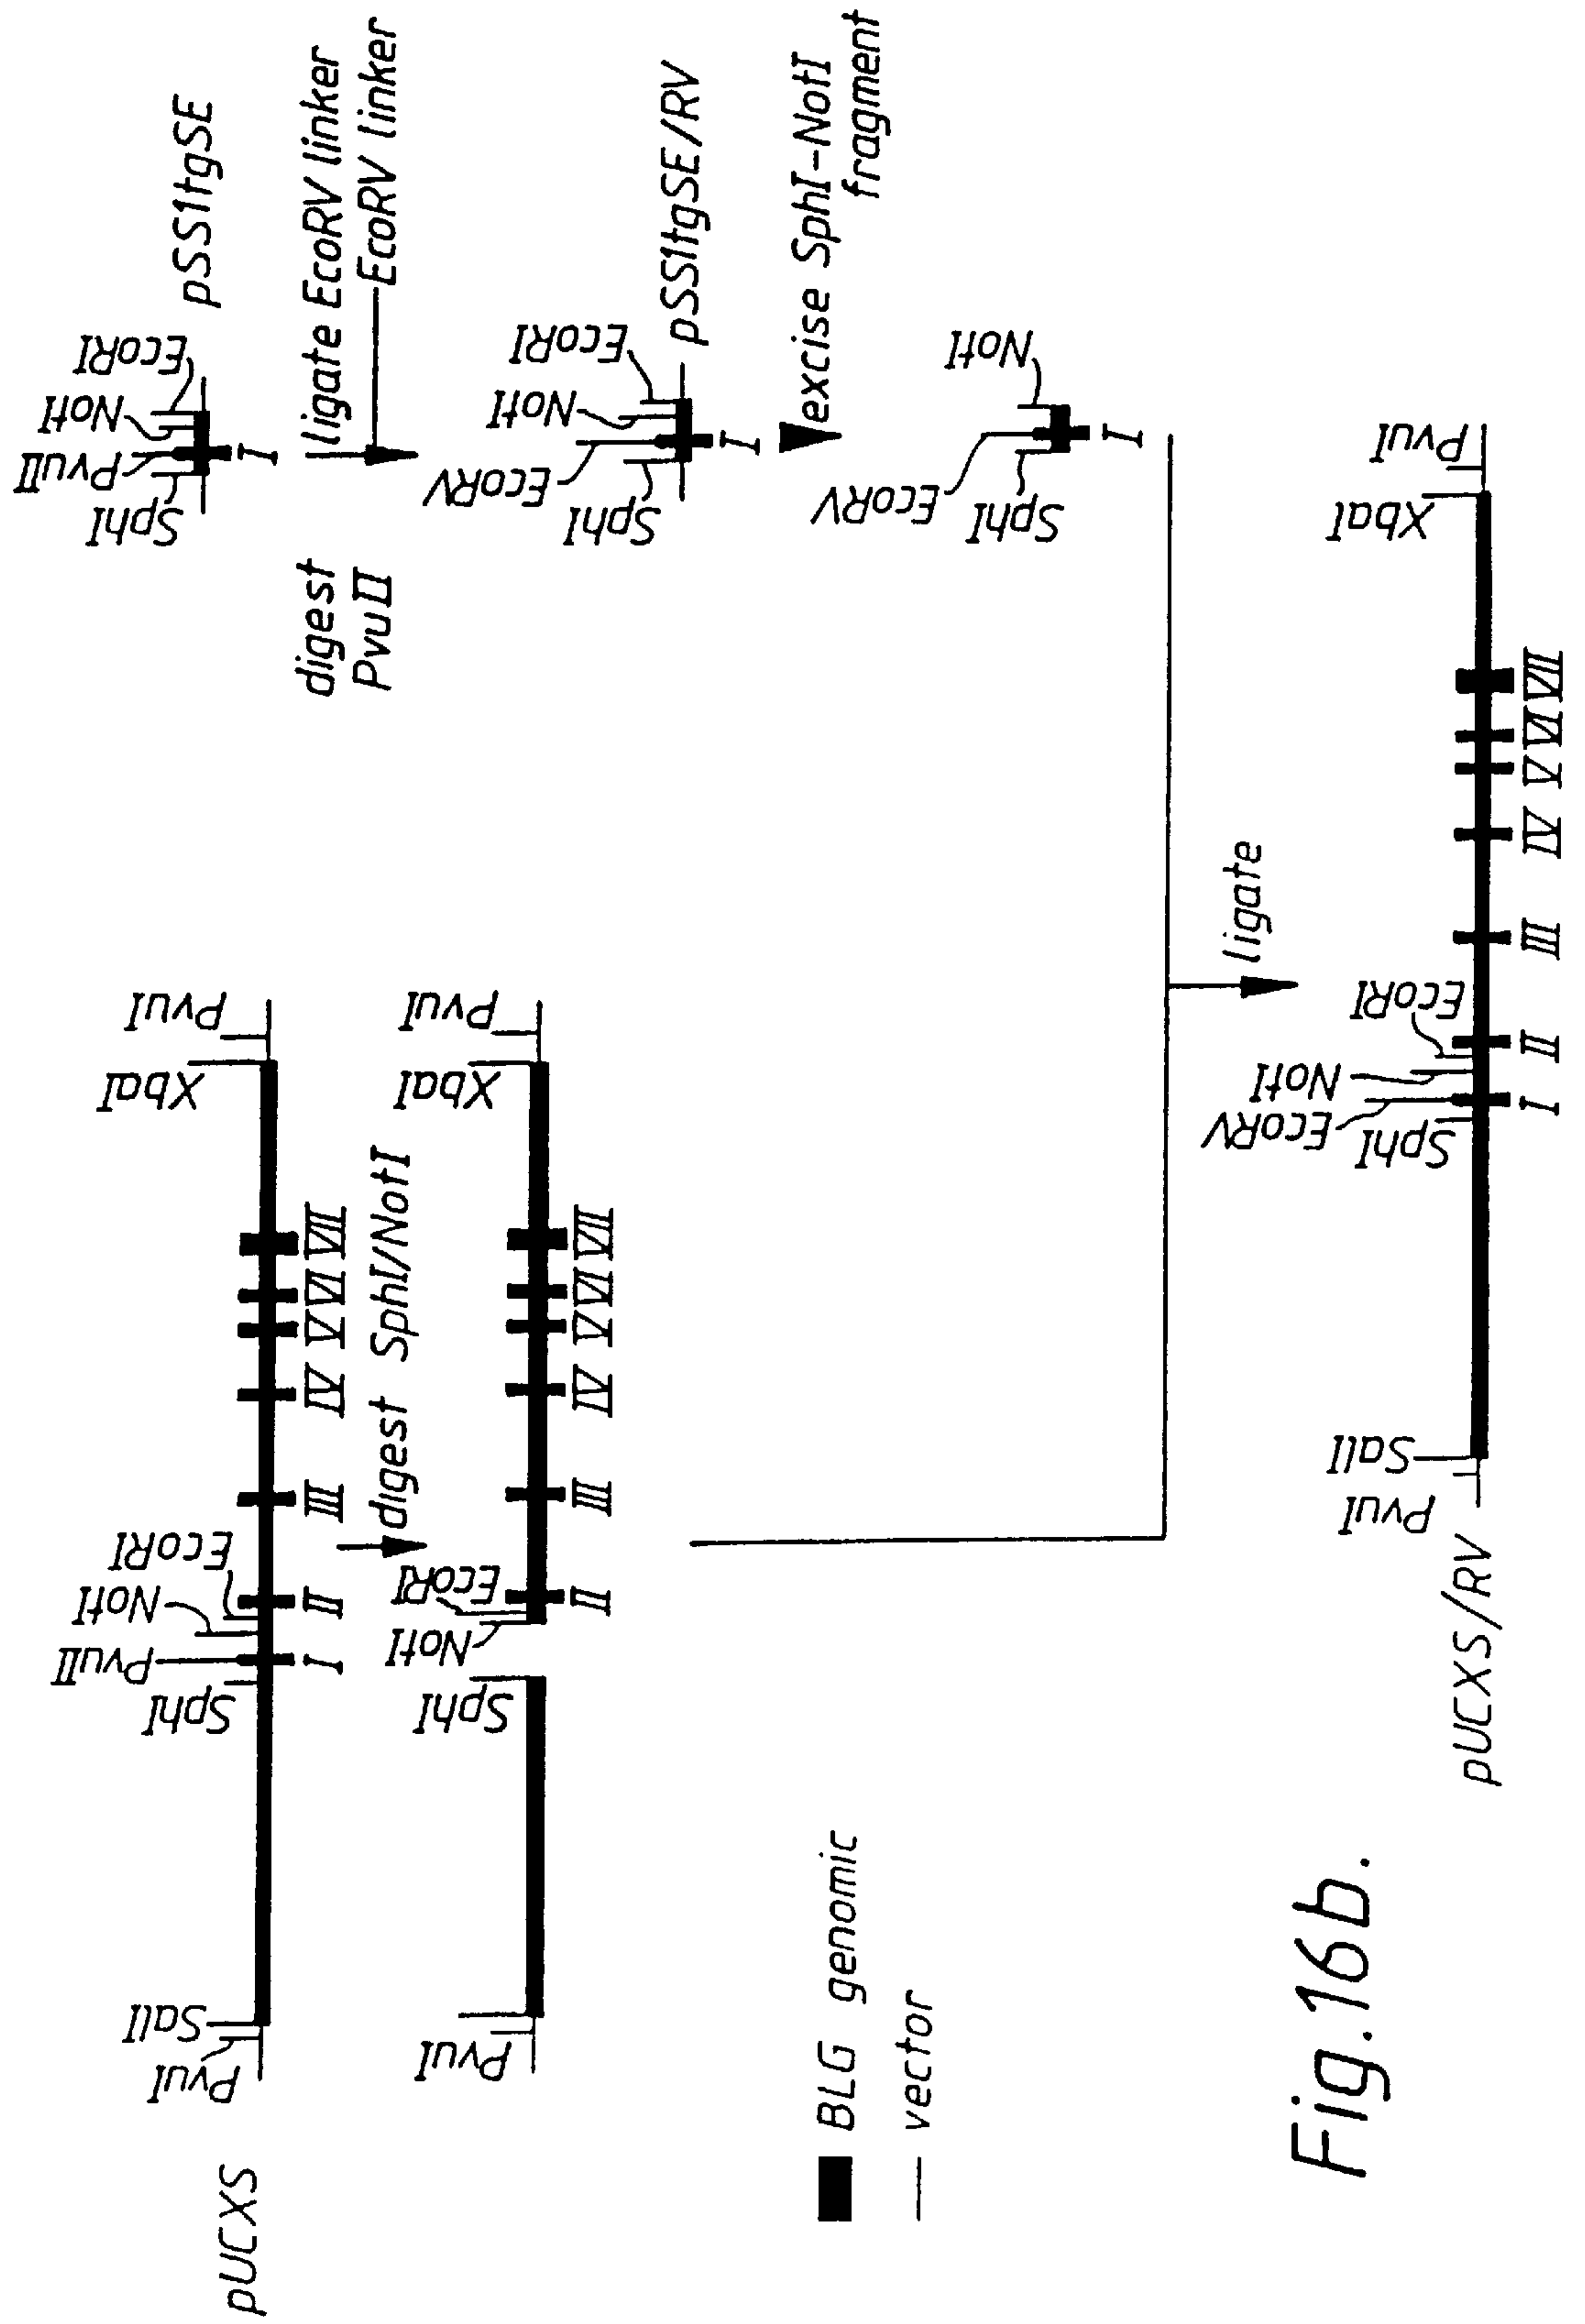 pUCXS
PvuI
SalI
SphI
PvuII
NotI
EcoRI
XbaI
PvuI
I
II
III
IV
V
VI
VII
digest SphI/NotI
PvuI
SphI
NotI
EcoRI
XbaI
PvuI
II
III
IV
V
VI
VII
SphI
PvuII
NotI
EcoRI
pSS1tgSE
I
digest
PvuII
ligate EcoRV linker
EcoRV linker
SphI
EcoRV
NotI
EcoRI
pSS1tgSE/RV
I
excise SphI-NotI
fragment
SphI
EcoRV
NotI
I
BLG genomic
vector
ligate
pUCXS/RV
PvuI
SalI
SphI
EcoRV
NotI
EcoRI
XbaI
PvuI
I
II
III
IV
V
VI
VII
Fig.16b.